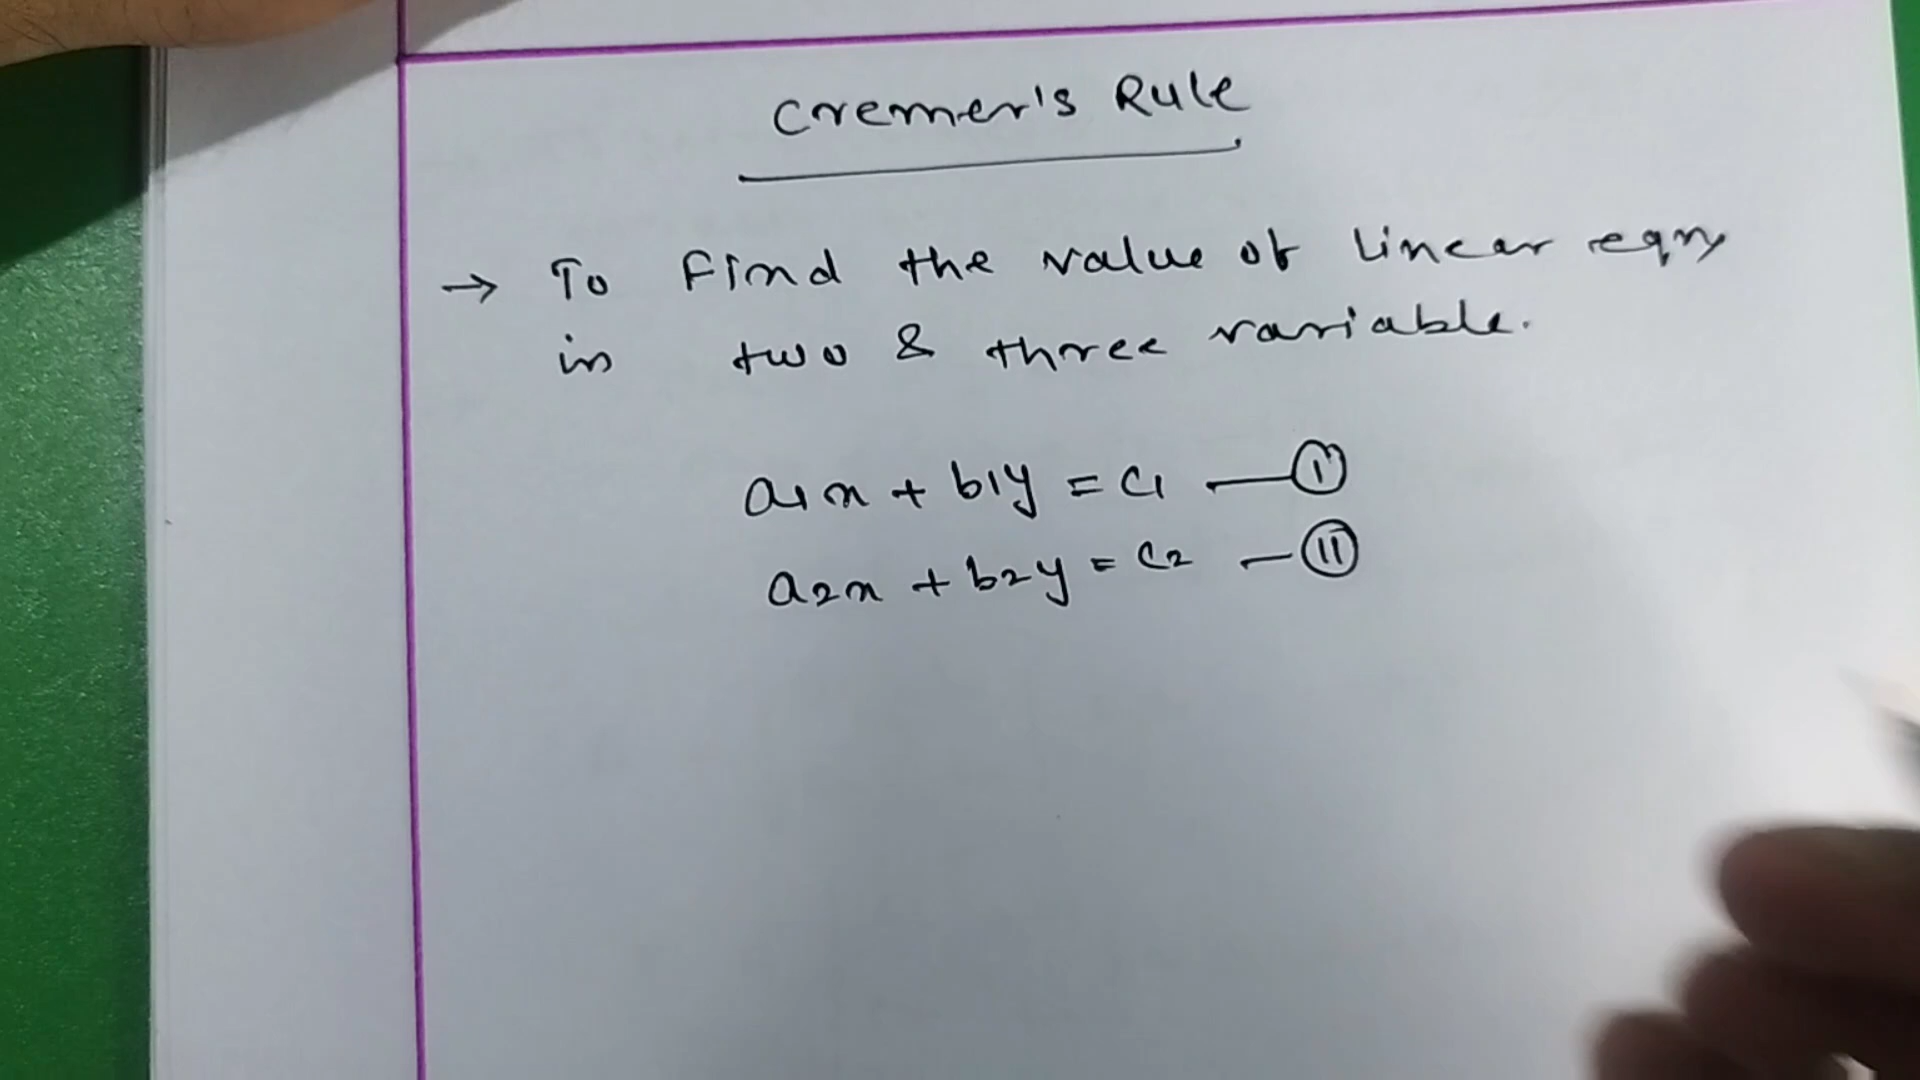 Cremer's Rule
→ To Find the value of linear eqn
in two & three variable.
a1x + b1y = c1 — I
a2x + b2y = c2 — II